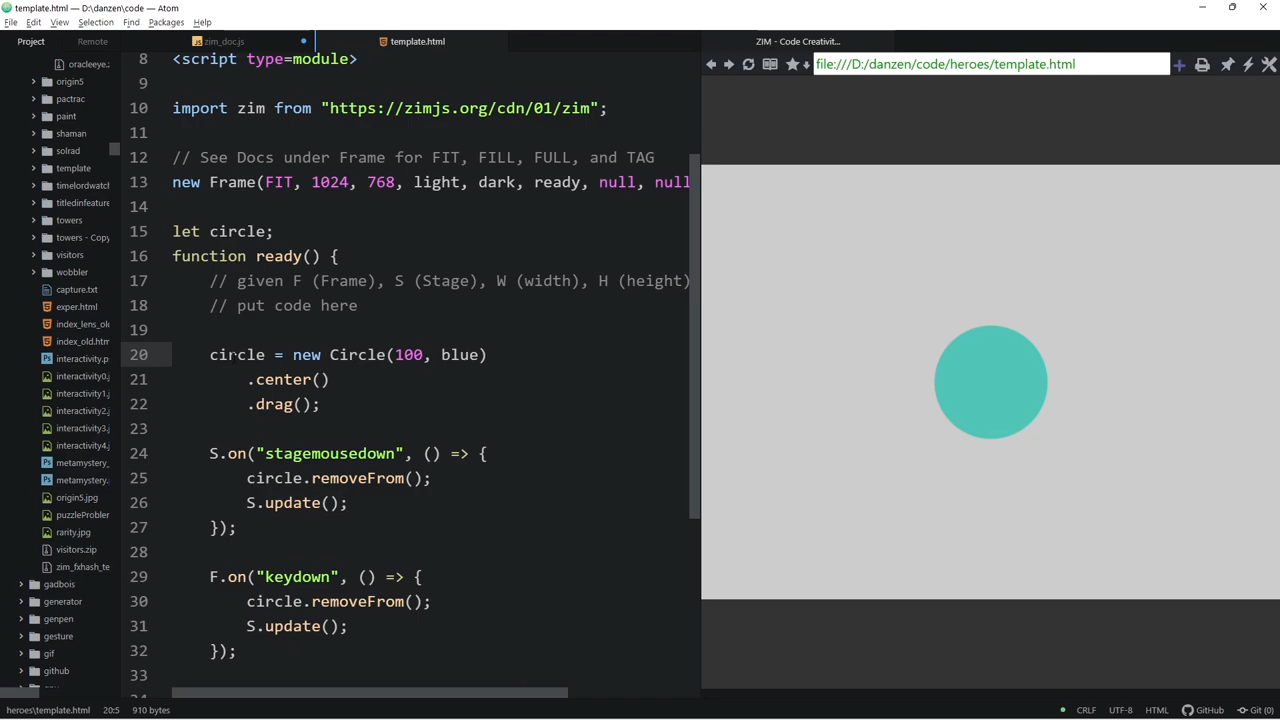 template.html — D:\danzen\code — Atom
File Edit View Selection Find Packages Help
Project Remote
zim_doc.js
template.html
ZIM - Code Creativit...
file:///D:/danzen/code/heroes/template.html
oracleeye.z
origin5
pactrac
paint
shaman
solrad
template
timelordwatch
titledinfeature
towers
towers - Copy
visitors
wobbler
capture.txt
exper.html
index_lens_old
index_old.htm
interactivity.p
interactivity0.j
interactivity1.j
interactivity2.j
interactivity3.j
interactivity4.j
metamystery_
metamystery.
origin5.jpg
puzzleProbler
rarity.jpg
visitors.zip
zim_fxhash_te
gadbois
generator
genpen
gesture
gif
github
8 <script type=module>
9
10 import zim from "https://zimjs.org/cdn/01/zim";
11
12 // See Docs under Frame for FIT, FILL, FULL, and TAG
13 new Frame(FIT, 1024, 768, light, dark, ready, null, null
14
15 let circle;
16 function ready() {
17 // given F (Frame), S (Stage), W (width), H (height)
18 // put code here
19
20 circle = new Circle(100, blue)
21 .center()
22 .drag();
23
24 S.on("stagemousedown", () => {
25 circle.removeFrom();
26 S.update();
27 });
28
29 F.on("keydown", () => {
30 circle.removeFrom();
31 S.update();
32 });
33
heroes\template.html 20:5 910 bytes
CRLF UTF-8 HTML GitHub Git (0)